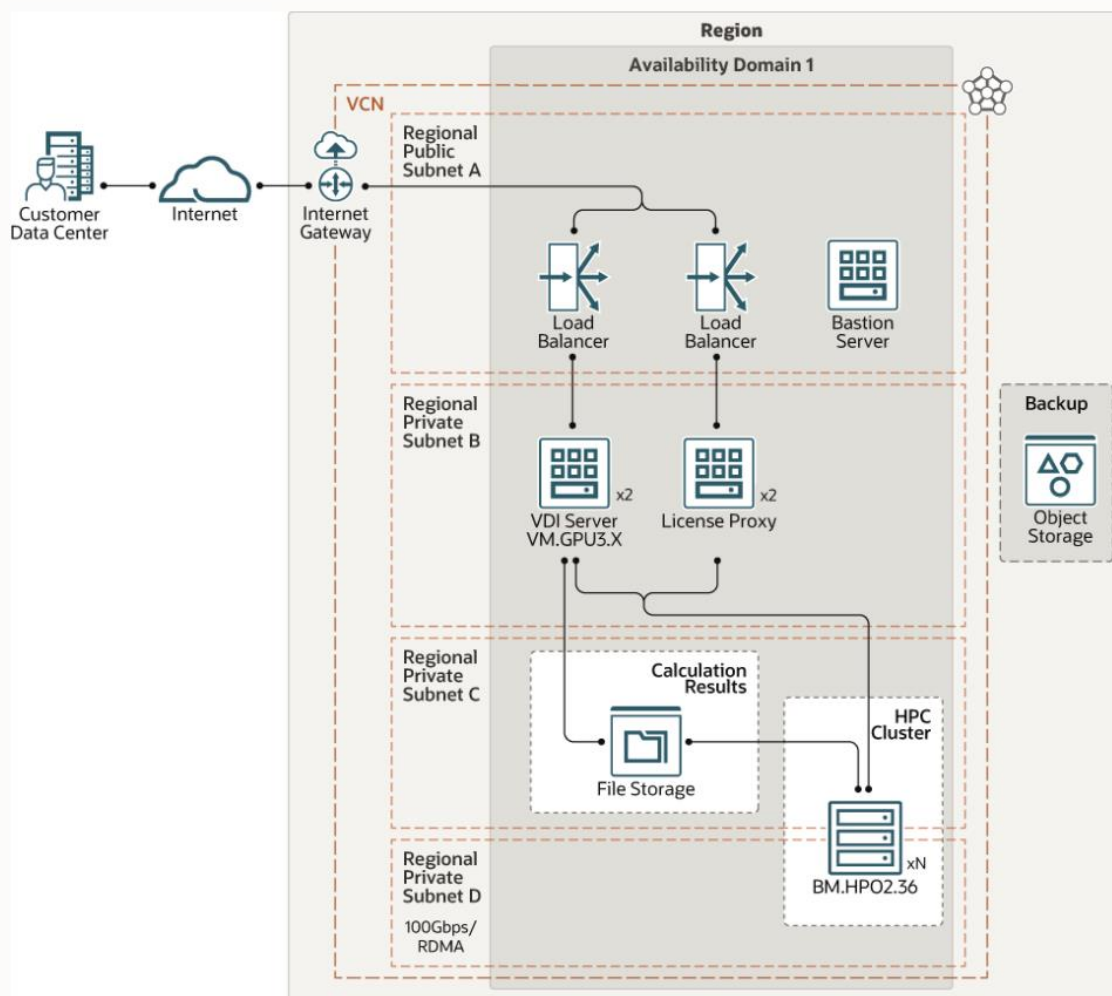 Region
Availability Domain 1
VCN
Regional
Public
Subnet A
Customer
Data Center
Internet
Internet
Gateway
Load
Balancer
Load
Balancer
Bastion
Server
Regional
Private
Subnet B
x2
VDI Server
VM.GPU3.X
x2
License Proxy
Backup
Object
Storage
Regional
Private
Subnet C
Calculation
Results
File Storage
HPC
Cluster
xN
BM.HPO2.36
Regional
Private
Subnet D
100Gbps/
RDMA